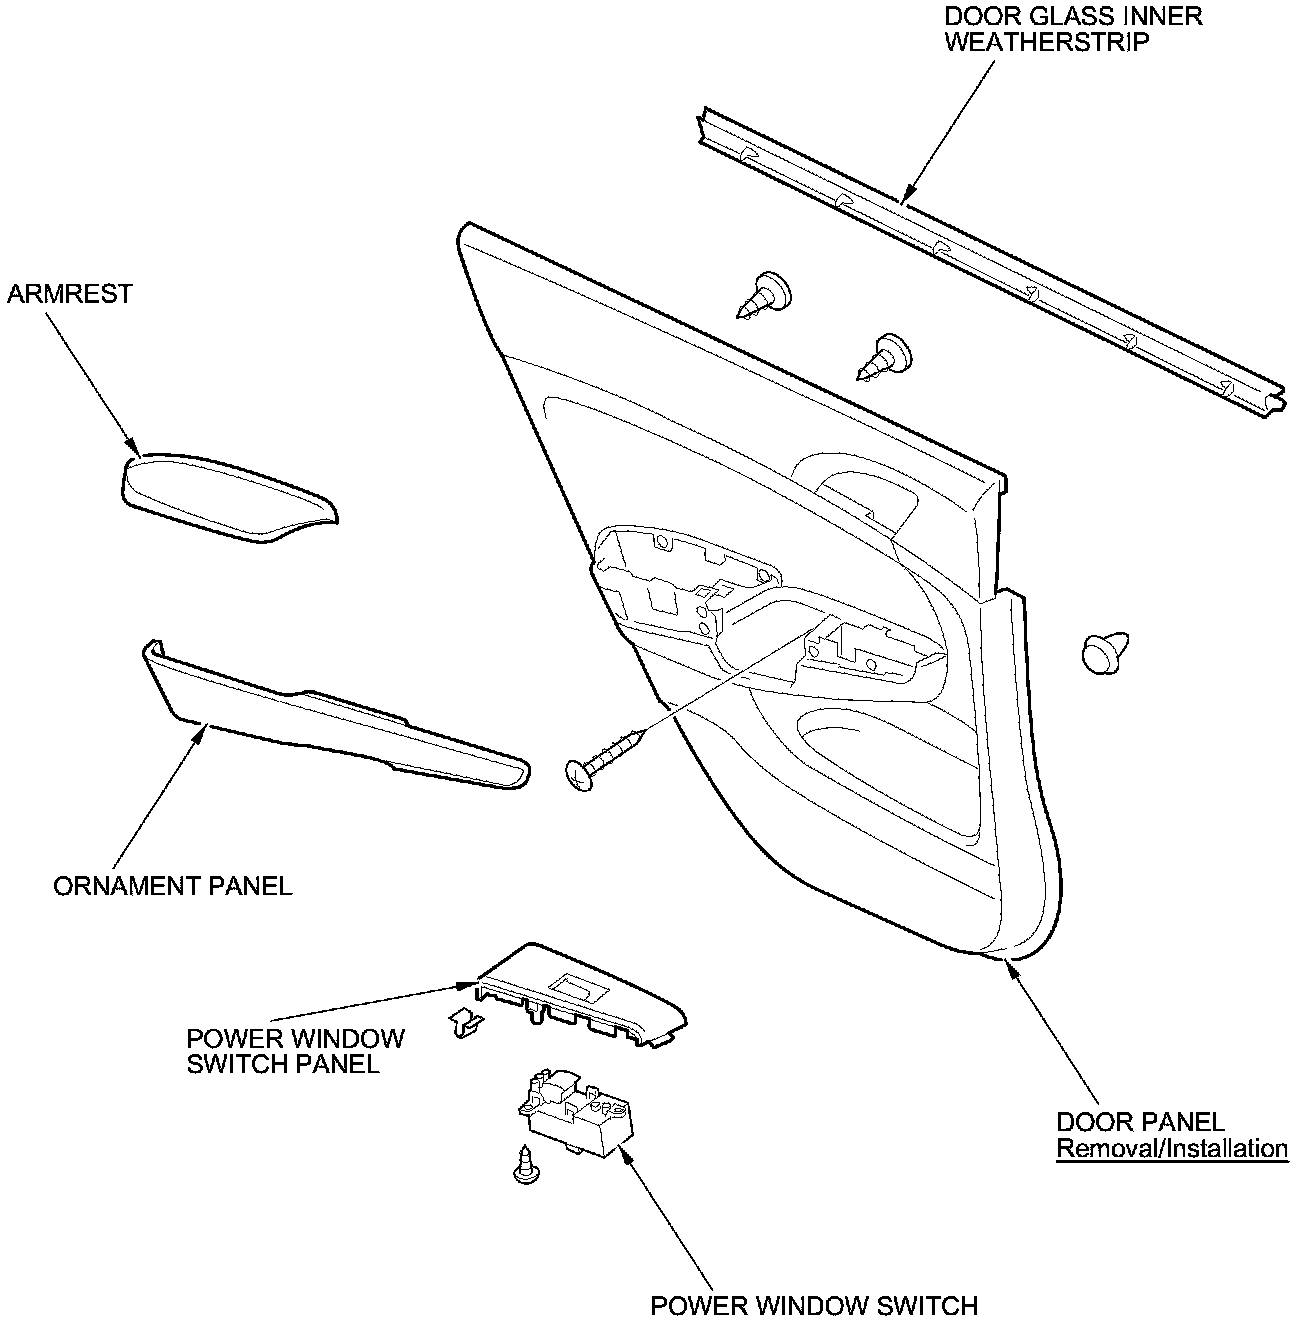 DOOR GLASS INNER
WEATHERSTRIP
ARMREST
ORNAMENT PANEL
POWER WINDOW
SWITCH PANEL
DOOR PANEL
Removal/Installation
POWER WINDOW SWITCH